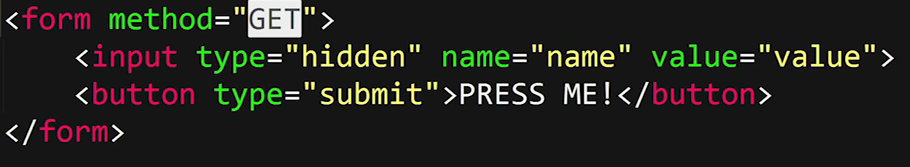 <form method="GET">
<input type="hidden" name="name" value="value">
<button type="submit">PRESS ME!</button>
</form>